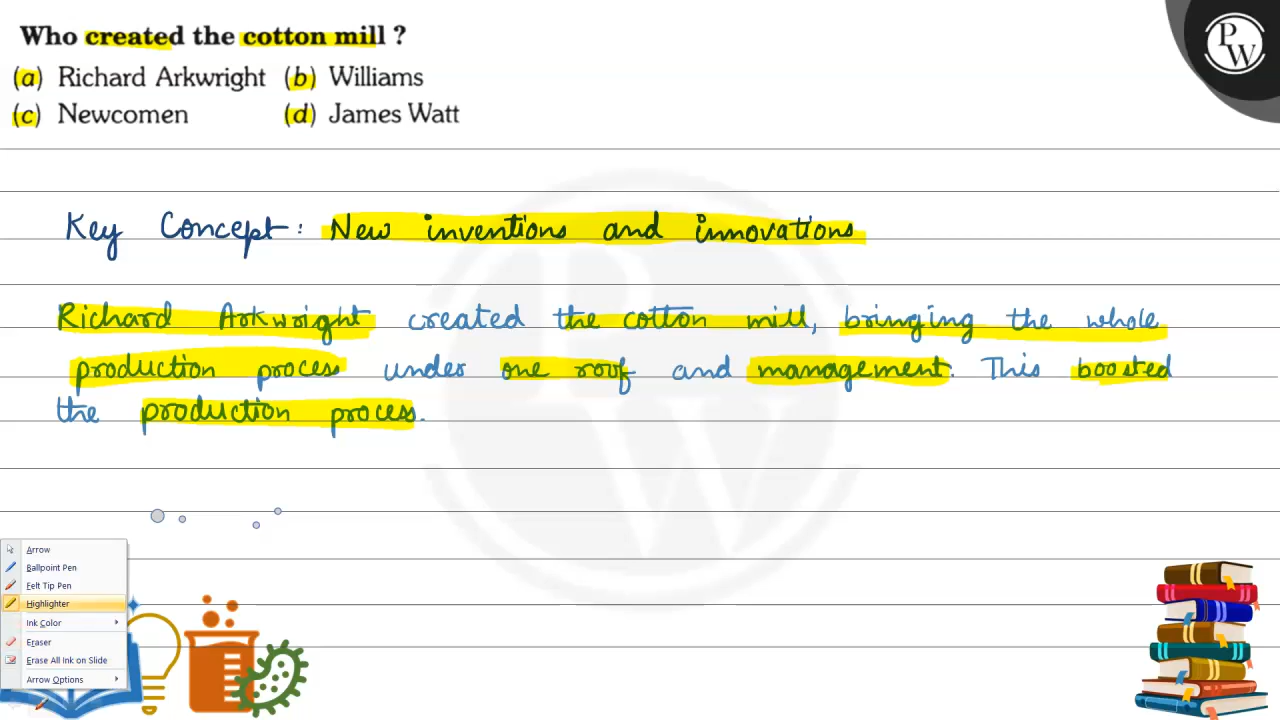 Who created the cotton mill ?
(a) Richard Arkwright (b) Williams
(c) Newcomen (d) James Watt
PW
Key Concept: New inventions and innovations
Richard Arkwright created the cotton mill, bringing the whole
production process under one roof and management. This boosted
the production process.
PW
Arrow
Ballpoint Pen
Felt Tip Pen
Highlighter
Ink Color
Eraser
Erase All Ink on Slide
Arrow Options